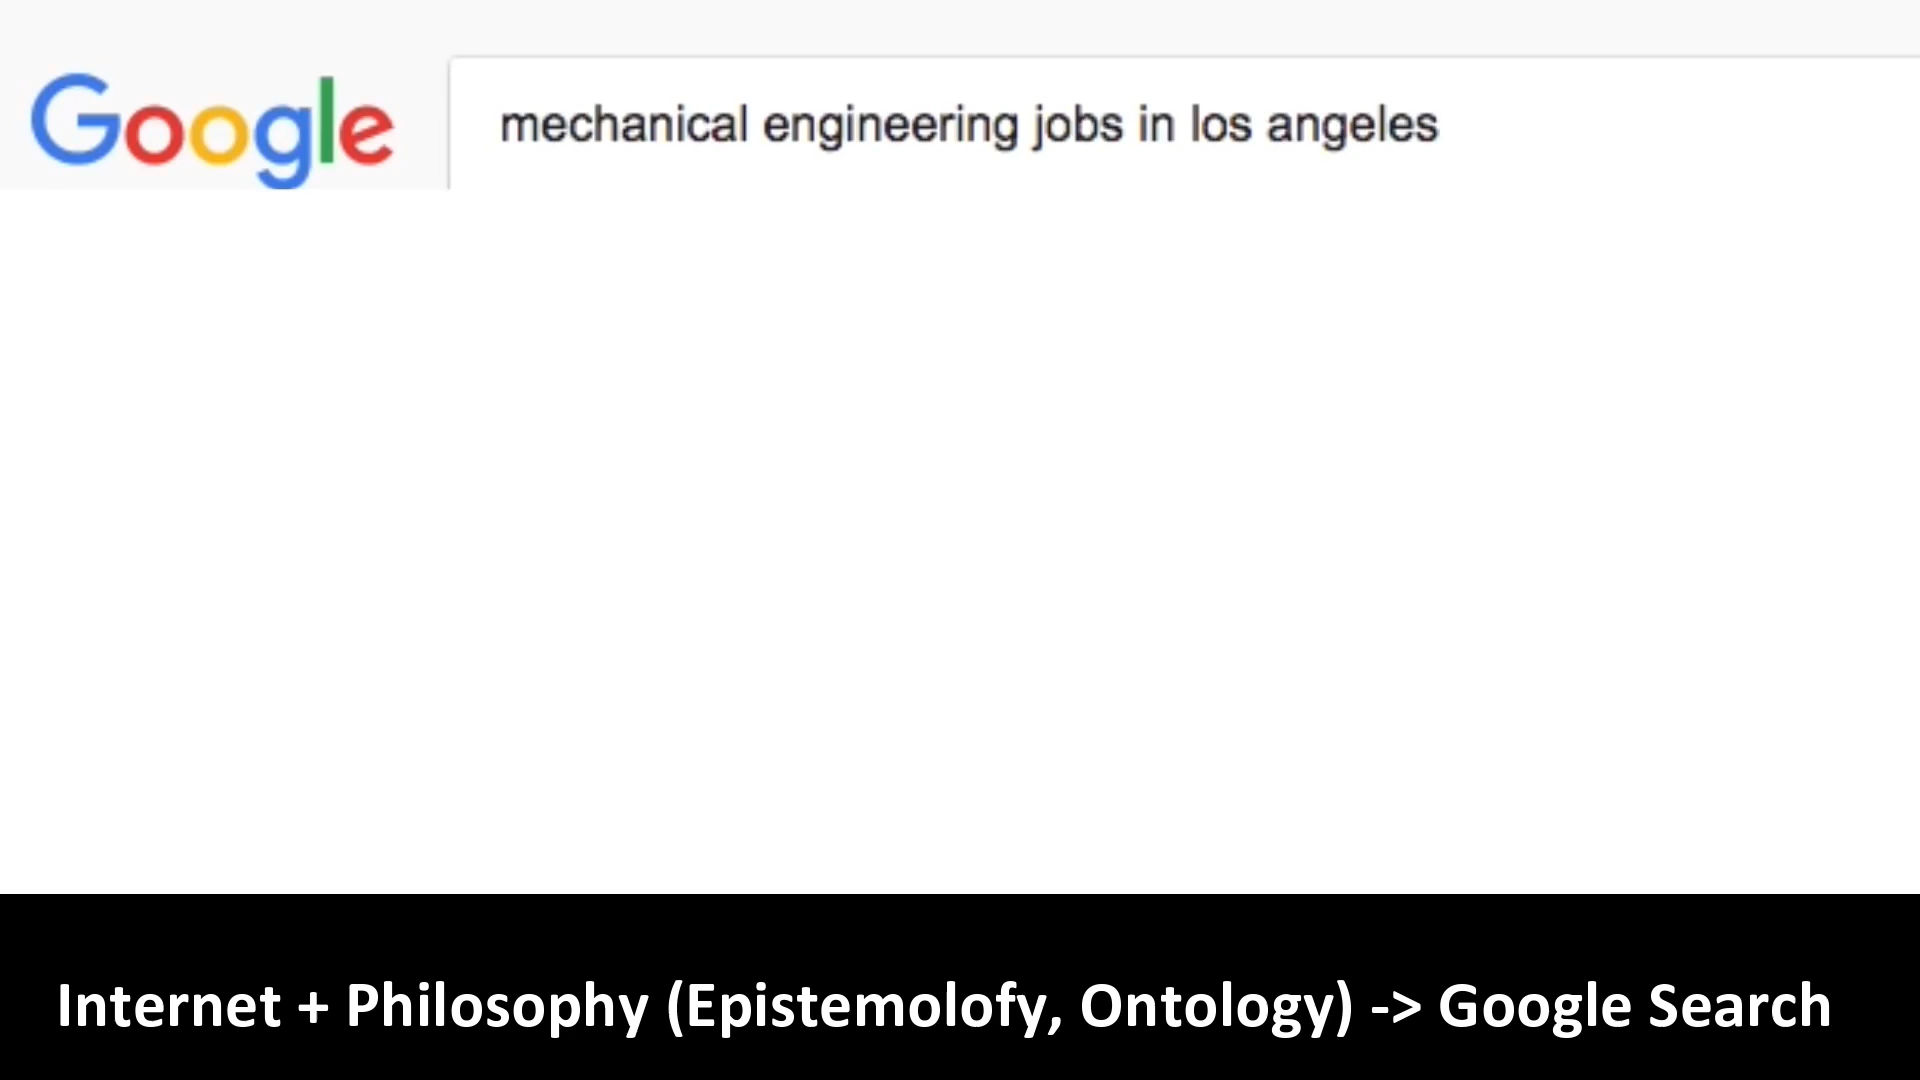 Google
mechanical engineering jobs in los angeles
Internet + Philosophy (Epistemolofy, Ontology) -> Google Search